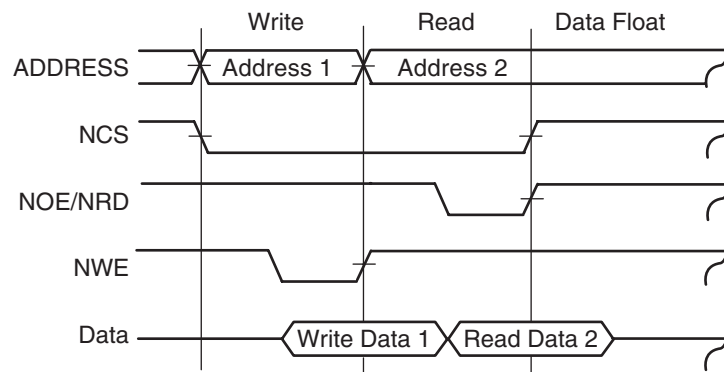 Write Read Data Float
ADDRESS Address 1 Address 2
NCS
NOE/NRD
NWE
Data Write Data 1 Read Data 2